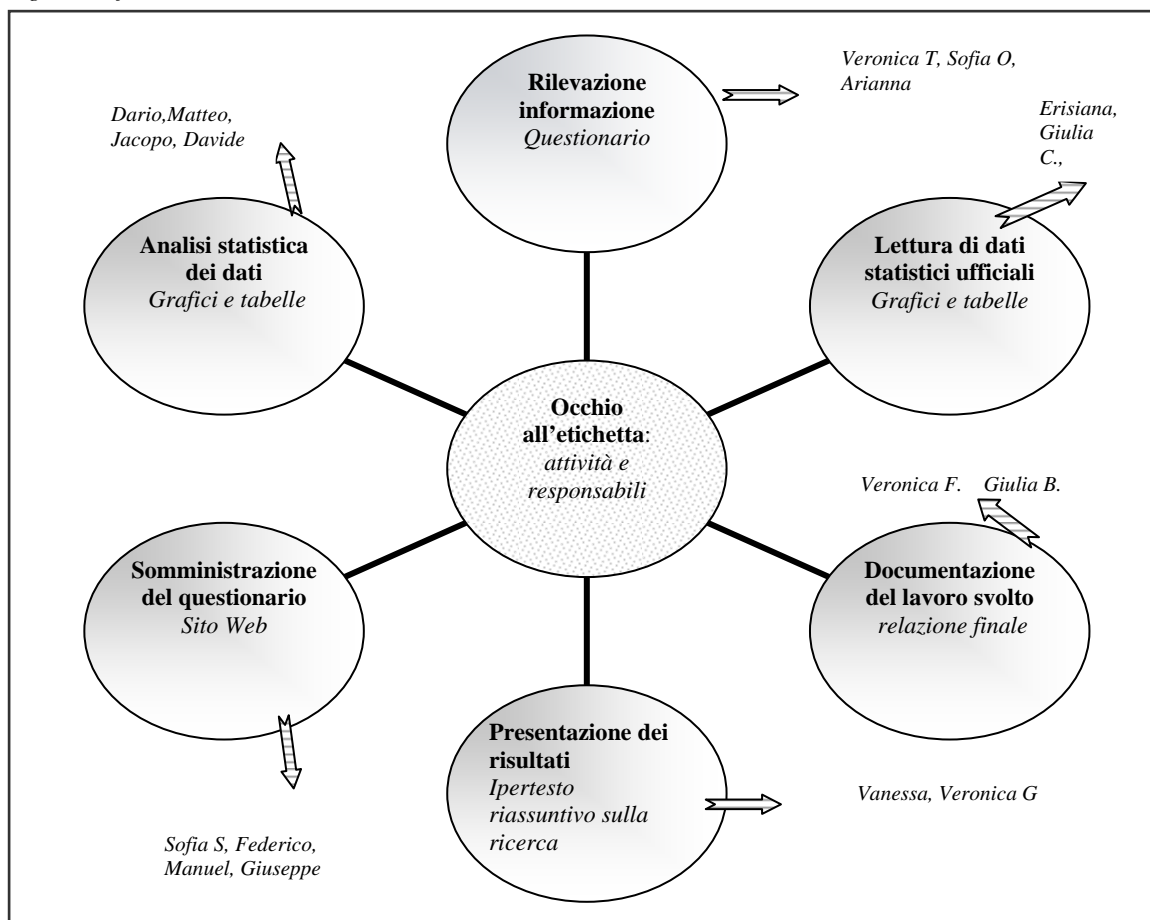 Rilevazione
informazione
Questionario
Veronica T, Sofia O,
Arianna
Dario,Matteo,
Jacopo, Davide
Erisiana,
Giulia
C.,
Analisi statistica
dei dati
Grafici e tabelle
Lettura di dati
statistici ufficiali
Grafici e tabelle
Occhio
all'etichetta:
attività e
responsabili
Veronica F. Giulia B.
Somministrazione
del questionario
Sito Web
Documentazione
del lavoro svolto
relazione finale
Presentazione dei
risultati
Ipertesto
riassuntivo sulla
ricerca
Vanessa, Veronica G
Sofia S, Federico,
Manuel, Giuseppe